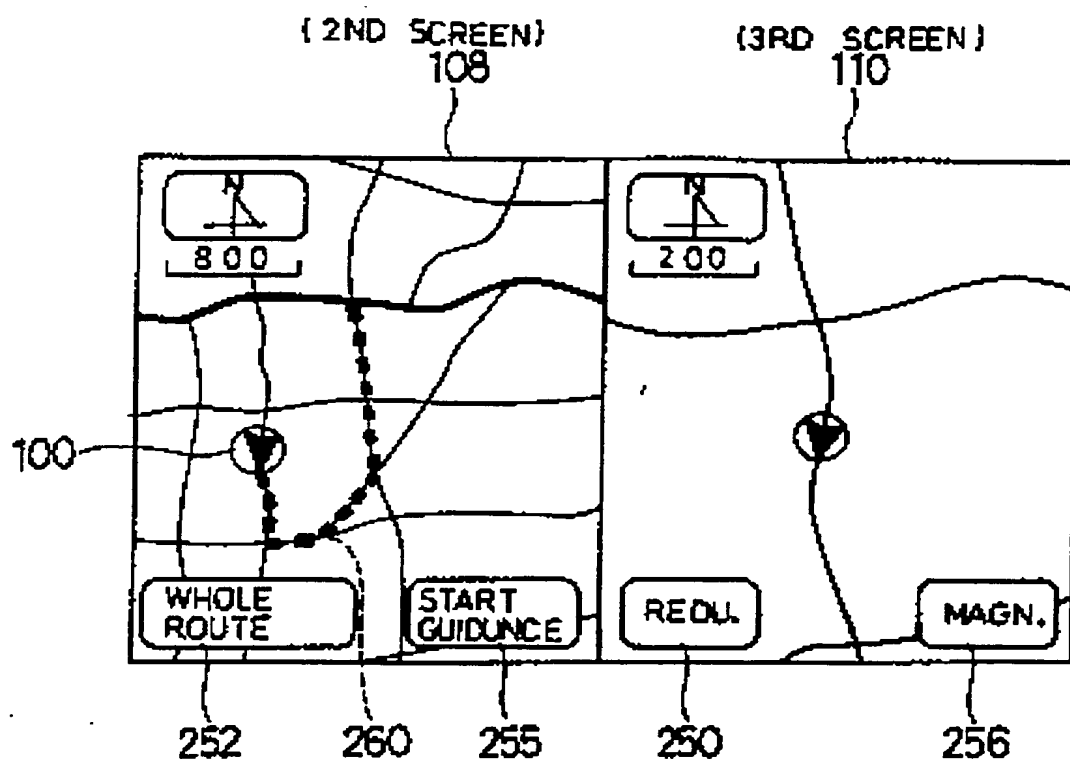 {2ND SCREEN}
108
{3RD SCREEN}
110
N
800
N
200
100
WHOLE
ROUTE
START
GUIDUNCE
REDU.
MAGN.
252
260
255
250
256